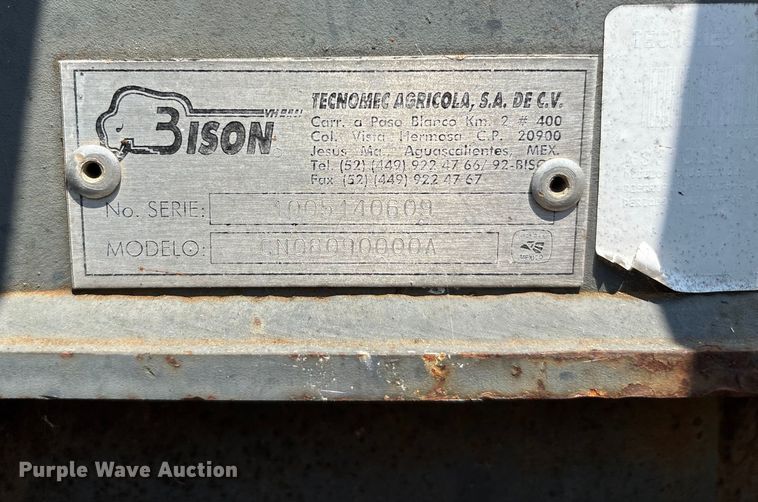 BISON
TECNOMEC AGRICOLA, S.A. DE C.V.
Carr. a Paso Blanco Km. 2 # 400
Col. Vista Hermosa C.P. 20900
Jesús Ma. Aguascalientes, MEX.
Tel. (52) (449) 922 47 66/ 92-BISO
Fax (52) (449) 922 47 67
No. SERIE: 1005140609
MODELO:
MEXICO
Purple Wave Auction